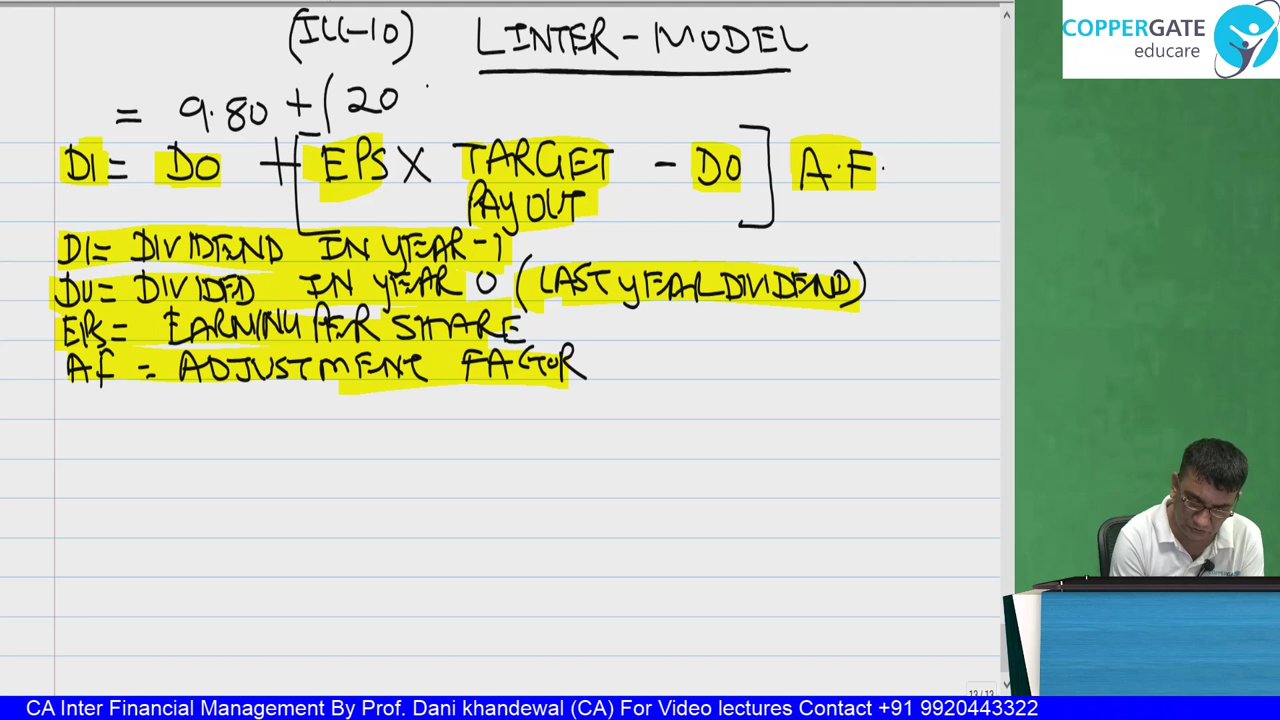 (ILL-10) LINTER - MODEL
COPPERGATE
educare
= 9.80 + ( 20
D1 = D0 + [ EPS X TARGET PAYOUT - D0 ] A.F.
D1 = DIVIDEND IN YEAR - 1
D0 = DIVIDED IN YEAR 0 (LAST YEAR DIVIDEND)
EPS = EARNING PER SHARE
AF = ADJUSTMENT FACTOR
13 / 13
CA Inter Financial Management By Prof. Dani khandewal (CA) For Video lectures Contact +91 9920443322